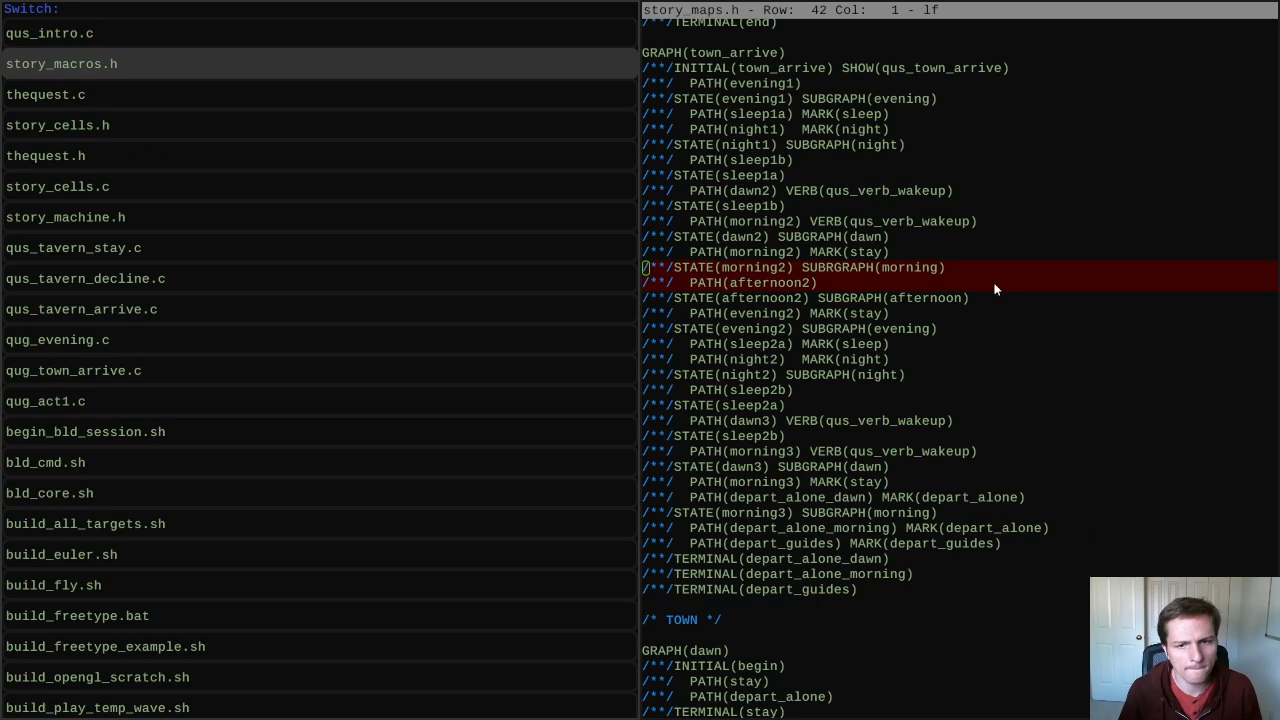 Switch:
qus_intro.c
story_macros.h
thequest.c
story_cells.h
thequest.h
story_cells.c
story_machine.h
qus_tavern_stay.c
qus_tavern_decline.c
qus_tavern_arrive.c
qug_evening.c
qug_town_arrive.c
qug_act1.c
begin_bld_session.sh
bld_cmd.sh
bld_core.sh
build_all_targets.sh
build_euler.sh
build_fly.sh
build_freetype.bat
build_freetype_example.sh
build_opengl_scratch.sh
build_play_temp_wave.sh
story_maps.h - Row:  42 Col:   1 - lf
/**/TERMINAL(end)
GRAPH(town_arrive)
/**/INITIAL(town_arrive) SHOW(qus_town_arrive)
/**/  PATH(evening1)
/**/STATE(evening1) SUBGRAPH(evening)
/**/  PATH(sleep1a) MARK(sleep)
/**/  PATH(night1)  MARK(night)
/**/STATE(night1) SUBGRAPH(night)
/**/  PATH(sleep1b)
/**/STATE(sleep1a)
/**/  PATH(dawn2) VERB(qus_verb_wakeup)
/**/STATE(sleep1b)
/**/  PATH(morning2) VERB(qus_verb_wakeup)
/**/STATE(dawn2) SUBGRAPH(dawn)
/**/  PATH(morning2) MARK(stay)
/**/STATE(morning2) SUBRGRAPH(morning)
/**/  PATH(afternoon2)
/**/STATE(afternoon2) SUBGRAPH(afternoon)
/**/  PATH(evening2) MARK(stay)
/**/STATE(evening2) SUBGRAPH(evening)
/**/  PATH(sleep2a) MARK(sleep)
/**/  PATH(night2)  MARK(night)
/**/STATE(night2) SUBGRAPH(night)
/**/  PATH(sleep2b)
/**/STATE(sleep2a)
/**/  PATH(dawn3) VERB(qus_verb_wakeup)
/**/STATE(sleep2b)
/**/  PATH(morning3) VERB(qus_verb_wakeup)
/**/STATE(dawn3) SUBGRAPH(dawn)
/**/  PATH(morning3) MARK(stay)
/**/  PATH(depart_alone_dawn) MARK(depart_alone)
/**/STATE(morning3) SUBGRAPH(morning)
/**/  PATH(depart_alone_morning) MARK(depart_alone)
/**/  PATH(depart_guides) MARK(depart_guides)
/**/TERMINAL(depart_alone_dawn)
/**/TERMINAL(depart_alone_morning)
/**/TERMINAL(depart_guides)
/* TOWN */
GRAPH(dawn)
/**/INITIAL(begin)
/**/  PATH(stay)
/**/  PATH(depart_alone)
/**/TERMINAL(stay)